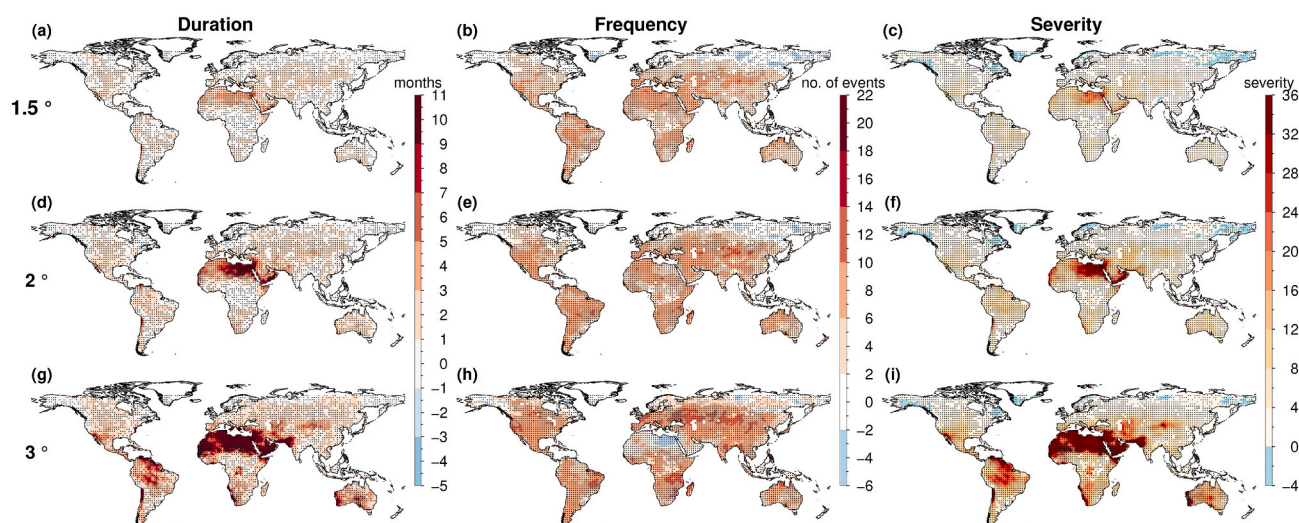 Duration Frequency Severity
(a) (b) (c)
months no. of events severity
1.5 °
11 22 36
10 20 32
9 18 28
8 16 24
7 14 20
6 12 16
5 10 12
4 8 8
3 6 4
2 4 0
1 2 −4
0 0
−1 −2
−2 −4
−3 −6
−4
−5
(d) (e) (f)
2 °
(g) (h) (i)
3 °